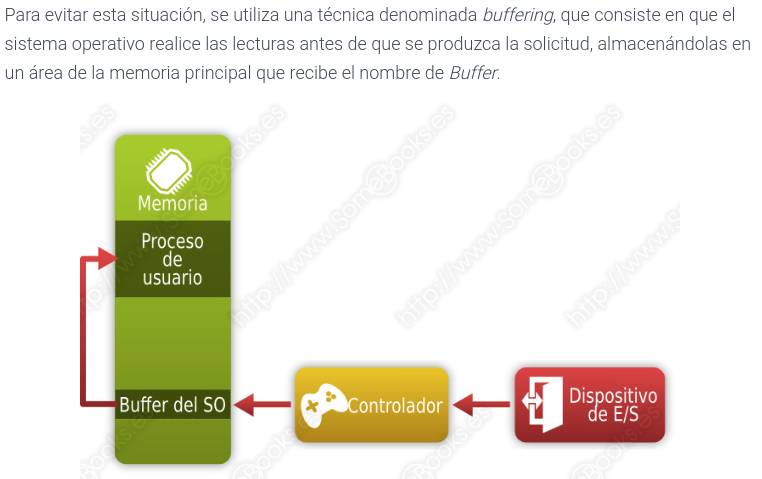 Para evitar esta situación, se utiliza una técnica denominada buffering, que consiste en que el
sistema operativo realice las lecturas antes de que se produzca la solicitud, almacenándolas en
un área de la memoria principal que recibe el nombre de Buffer.
Memoria
Proceso
de
usuario
Buffer del SO
Controlador
Dispositivo
de E/S
http://www.SomeBooks.es